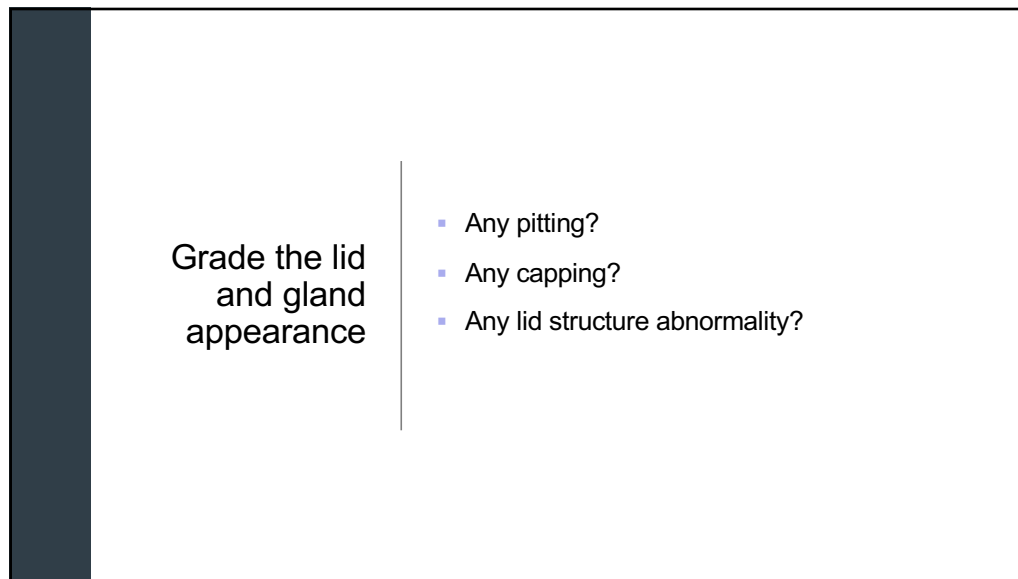 Grade the lid
and gland
appearance
▪ Any pitting?
▪ Any capping?
▪ Any lid structure abnormality?